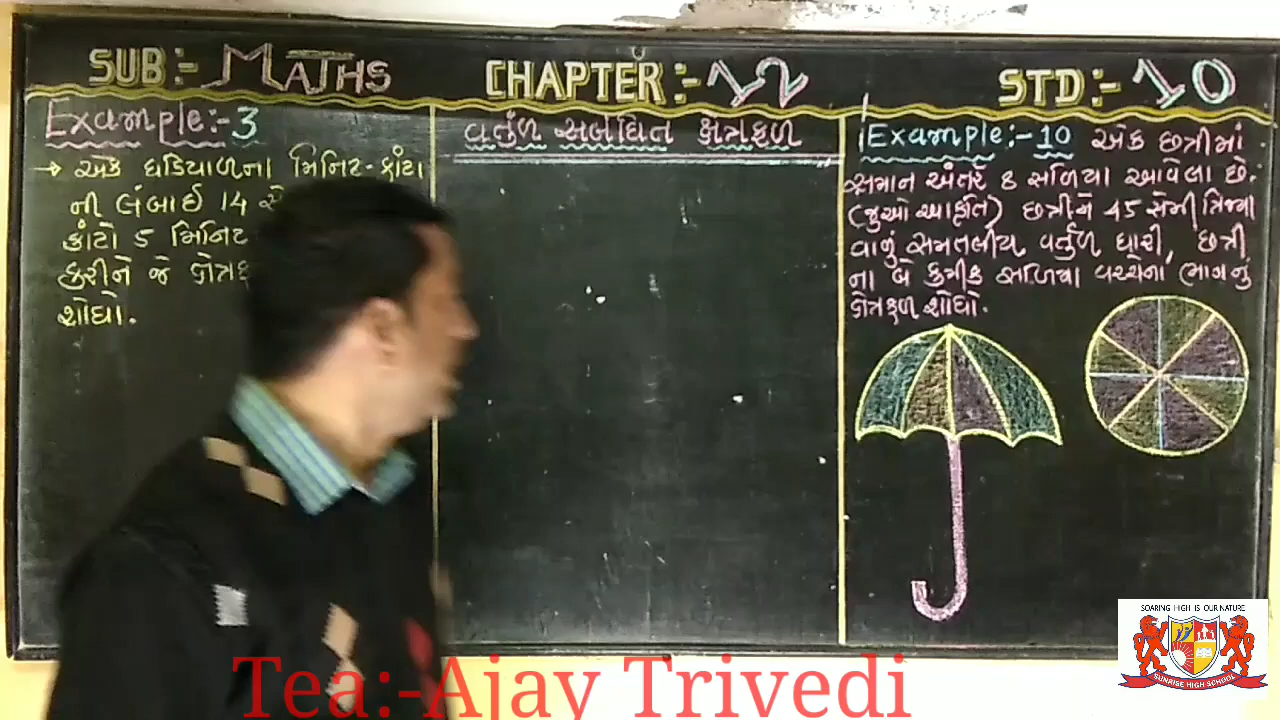 SUB:- MATHS
CHAPTER:-12
STD:-10
Example:-3
→ એક ઘડિયાળના મિનિટ-કાંટા
ની લંબાઈ 14
કાંટો 5 મિનિટ
ફરીને જે
શોધો.
વર્તુળ સંબંધિત ક્ષેત્રફળ
Example:-10 એક છત્રીમાં
સમાન અંતરે 8 સળિયા આવેલા છે.
(જુઓ આકૃતિ) છત્રીને 45 સેમી ત્રિજ્યા
વાળું સમતલીય વર્તુળ ધારી, છત્રી
ના બે ક્રમીક સળિયા વચ્ચેના ભાગનું
ક્ષેત્રફળ શોધો.
SOARING HIGH IS OUR NATURE
SUNRISE HIGH SCHOOL
Tea:-Ajay Trivedi